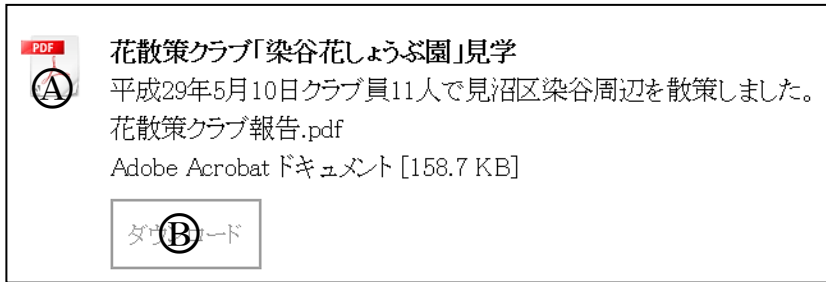 PDF
Ⓐ
花散策クラブ「染谷花しょうぶ園」見学
平成29年5月10日クラブ員11人で見沼区染谷周辺を散策しました。
花散策クラブ報告.pdf
Adobe Acrobat ドキュメント [158.7 KB]
ダウンロード
Ⓑ